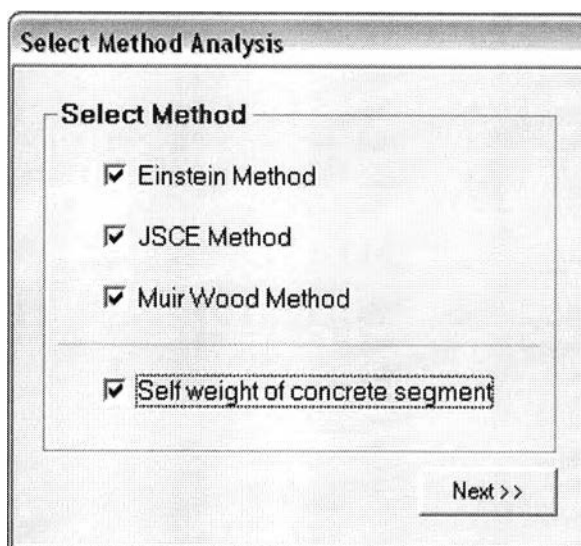 Select Method Analysis
Select Method
Einstein Method
JSCE Method
Muir Wood Method
Self weight of concrete segment
Next >>